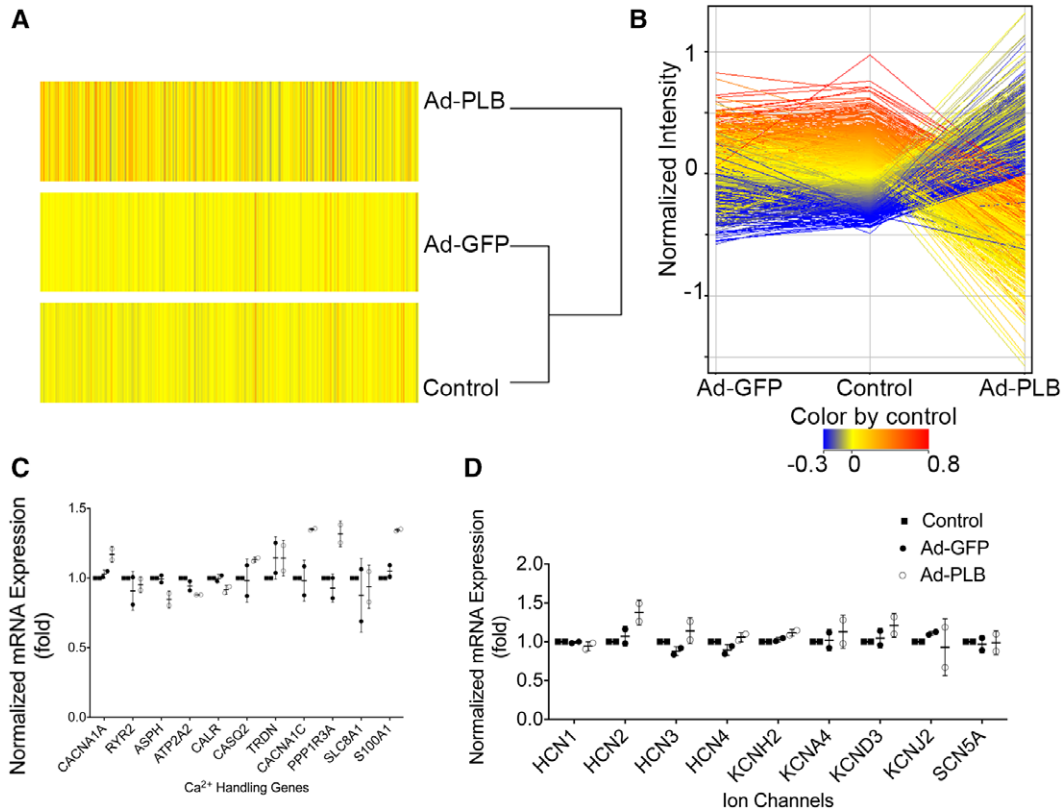 A
Ad-PLB
Ad-GFP
Control
B
Normalized Intensity
1
0
-1
Ad-GFP Control Ad-PLB
Color by control
-0.3 0 0.8
C
Normalized mRNA Expression
(fold)
1.5
1.0
0.5
0.0
CACNA1A RYR2 ASPH ATP2A2 CALR CASQ2 TRDN CACNA1C PPP1R3A SLC8A1 S100A1
Ca²⁺ Handling Genes
D
Normalized mRNA Expression
(fold)
Control
Ad-GFP
Ad-PLB
2.0
1.5
1.0
0.5
0.0
HCN1 HCN2 HCN3 HCN4 KCNH2 KCNA4 KCND3 KCNJ2 SCN5A
Ion Channels